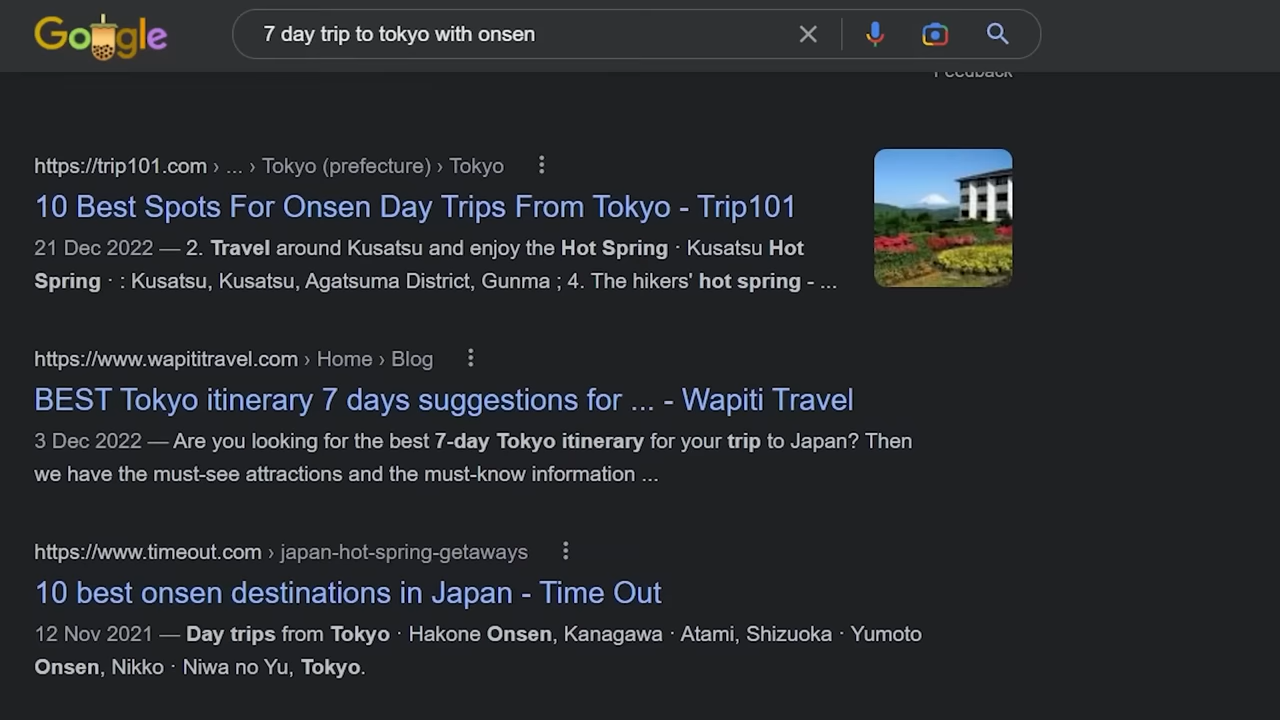 Google
7 day trip to tokyo with onsen
Feedback
https://trip101.com › ... › Tokyo (prefecture) › Tokyo
10 Best Spots For Onsen Day Trips From Tokyo - Trip101
21 Dec 2022 — 2. Travel around Kusatsu and enjoy the Hot Spring · Kusatsu Hot
Spring · : Kusatsu, Kusatsu, Agatsuma District, Gunma ; 4. The hikers' hot spring - ...
https://www.wapititravel.com › Home › Blog
BEST Tokyo itinerary 7 days suggestions for ... - Wapiti Travel
3 Dec 2022 — Are you looking for the best 7-day Tokyo itinerary for your trip to Japan? Then
we have the must-see attractions and the must-know information ...
https://www.timeout.com › japan-hot-spring-getaways
10 best onsen destinations in Japan - Time Out
12 Nov 2021 — Day trips from Tokyo · Hakone Onsen, Kanagawa · Atami, Shizuoka · Yumoto
Onsen, Nikko · Niwa no Yu, Tokyo.